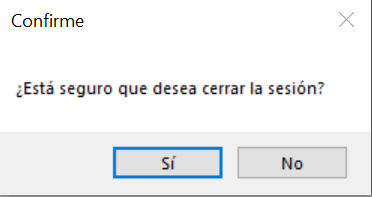 Confirme
¿Está seguro que desea cerrar la sesión?
Sí
No